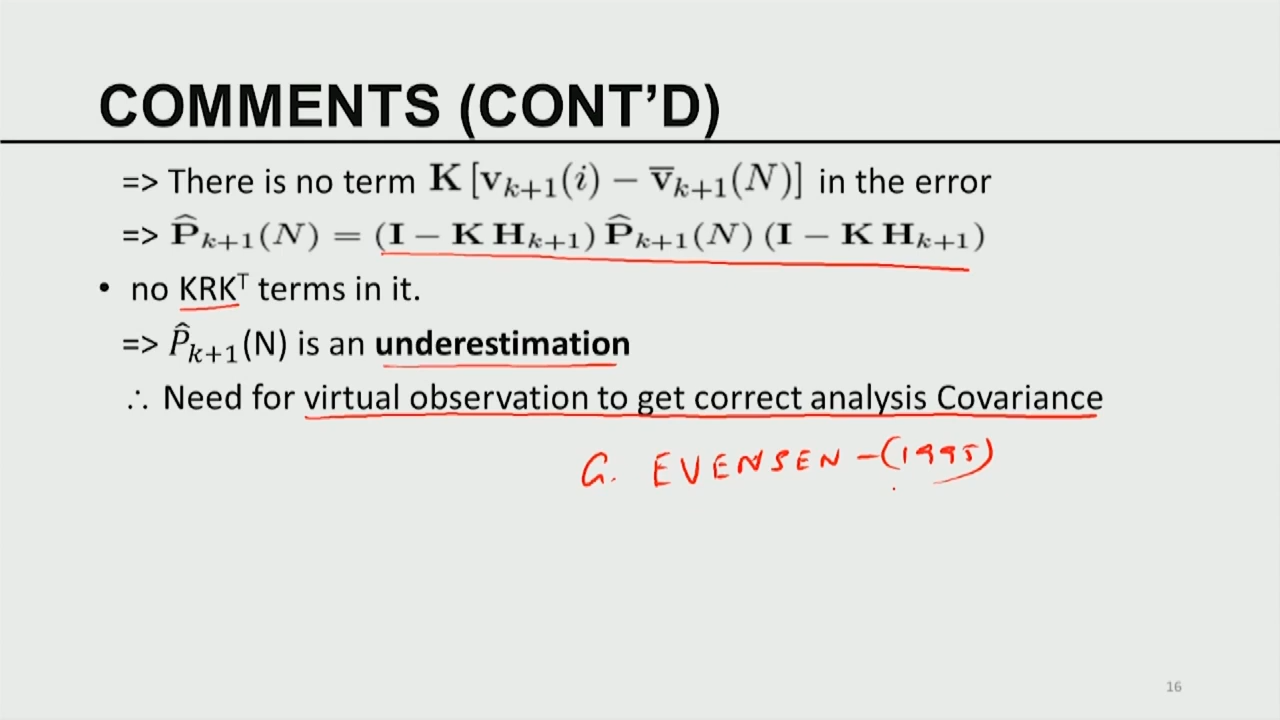 COMMENTS (CONT’D)
=> There is no term K [v_{k+1}(i) − v̅_{k+1}(N)] in the error
=> P̂_{k+1}(N) = (I − K H_{k+1}) P̂_{k+1}(N) (I − K H_{k+1})
• no KRKᵀ terms in it.
=> P̂_{k+1}(N) is an underestimation
∴ Need for virtual observation to get correct analysis Covariance
G. EVENSEN –(1995)
16